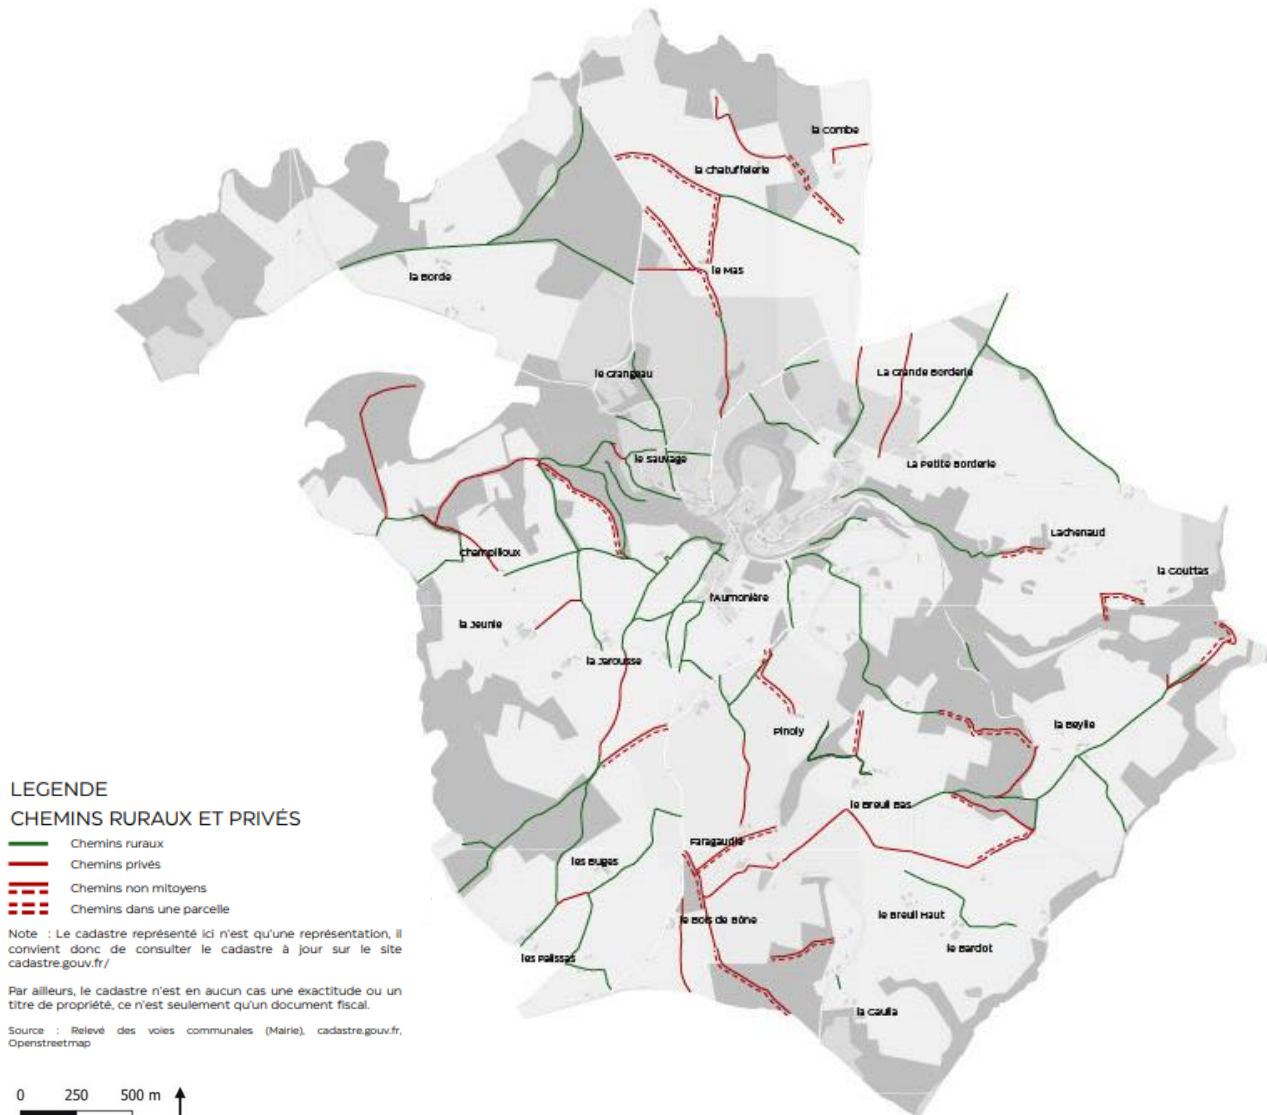 la Combe
la Chatuffelerie
le Mas
la Borde
le Grangeau
La Grande Borderie
le Sauvage
La Petite Borderie
Lachenaud
Champilloux
la Gouttas
l'Aumonière
la Jeunie
la Jarousse
Pinoly
la Beylie
LEGENDE
CHEMINS RURAUX ET PRIVÉS
Chemins ruraux
Chemins privés
Chemins non mitoyens
Chemins dans une parcelle
le Breuil Bas
Faragaudie
les Buges
le Bois de Bône
le Breuil Haut
le Bardot
les Palissas
la Caulla
Note : Le cadastre représenté ici n'est qu'une représentation, il
convient donc de consulter le cadastre à jour sur le site
cadastre.gouv.fr/
Par ailleurs, le cadastre n'est en aucun cas une exactitude ou un
titre de propriété, ce n'est seulement qu'un document fiscal.
Source : Relevé des voies communales (Mairie), cadastre.gouv.fr,
Openstreetmap
0 250 500 m